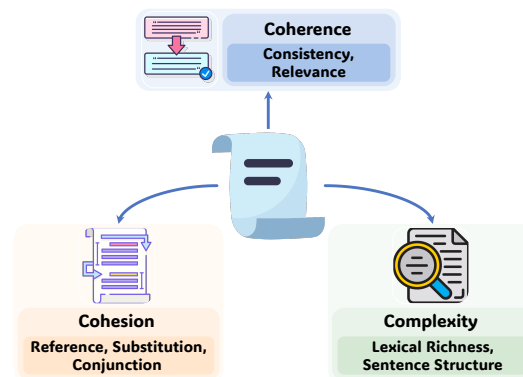 Coherence
Consistency,
Relevance
Cohesion
Reference, Substitution,
Conjunction
Complexity
Lexical Richness,
Sentence Structure